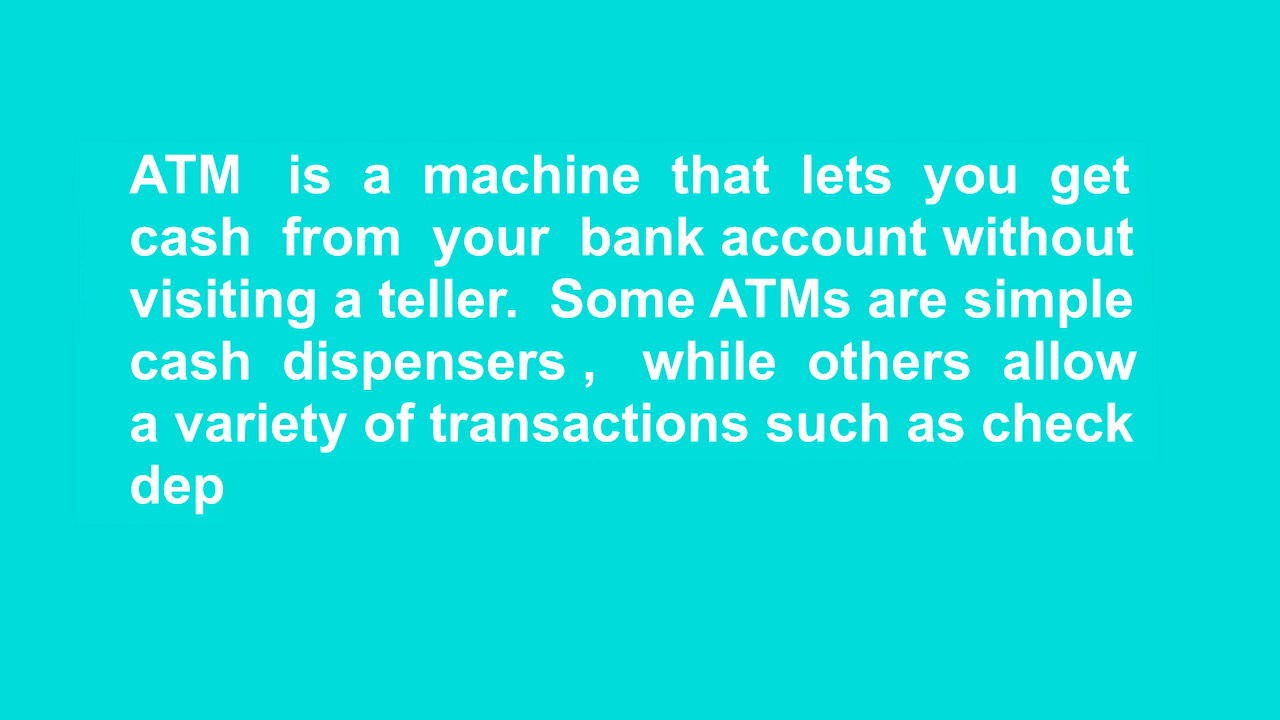 ATM is a machine that lets you get
cash from your bank account without
visiting a teller. Some ATMs are simple
cash dispensers , while others allow
a variety of transactions such as check
dep